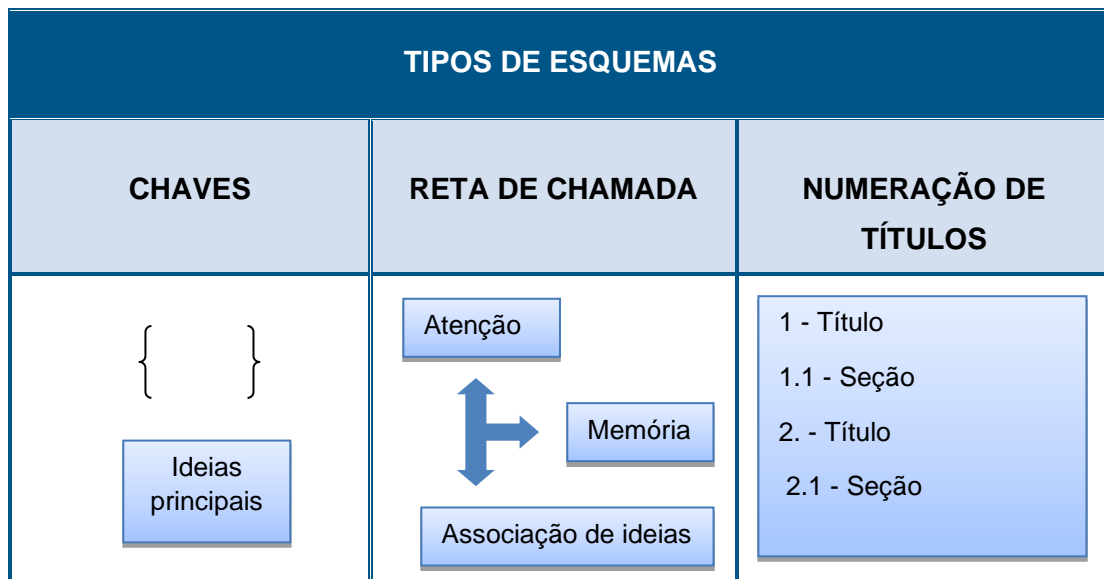 TIPOS DE ESQUEMAS
CHAVES
RETA DE CHAMADA
NUMERAÇÃO DE
TÍTULOS
{ }
Ideias
principais
Atenção
Memória
Associação de ideias
1 - Título
1.1 - Seção
2. - Título
2.1 - Seção